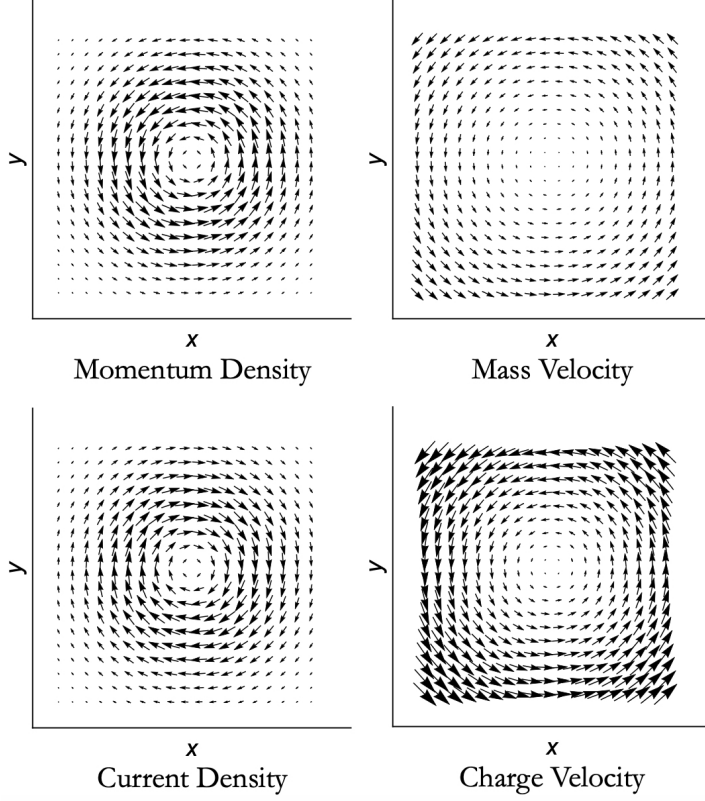 y
y
x
x
Momentum Density
Mass Velocity
y
y
x
x
Current Density
Charge Velocity